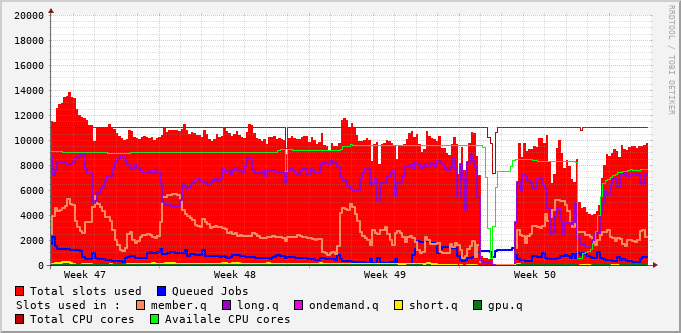 20000
18000
16000
14000
12000
10000
8000
6000
4000
2000
0
Week 47 Week 48 Week 49 Week 50
Total slots used Queued Jobs
Slots used in : member.q long.q ondemand.q short.q gpu.q
Total CPU cores Availale CPU cores
RRDTOOL / TOBI OETIKER